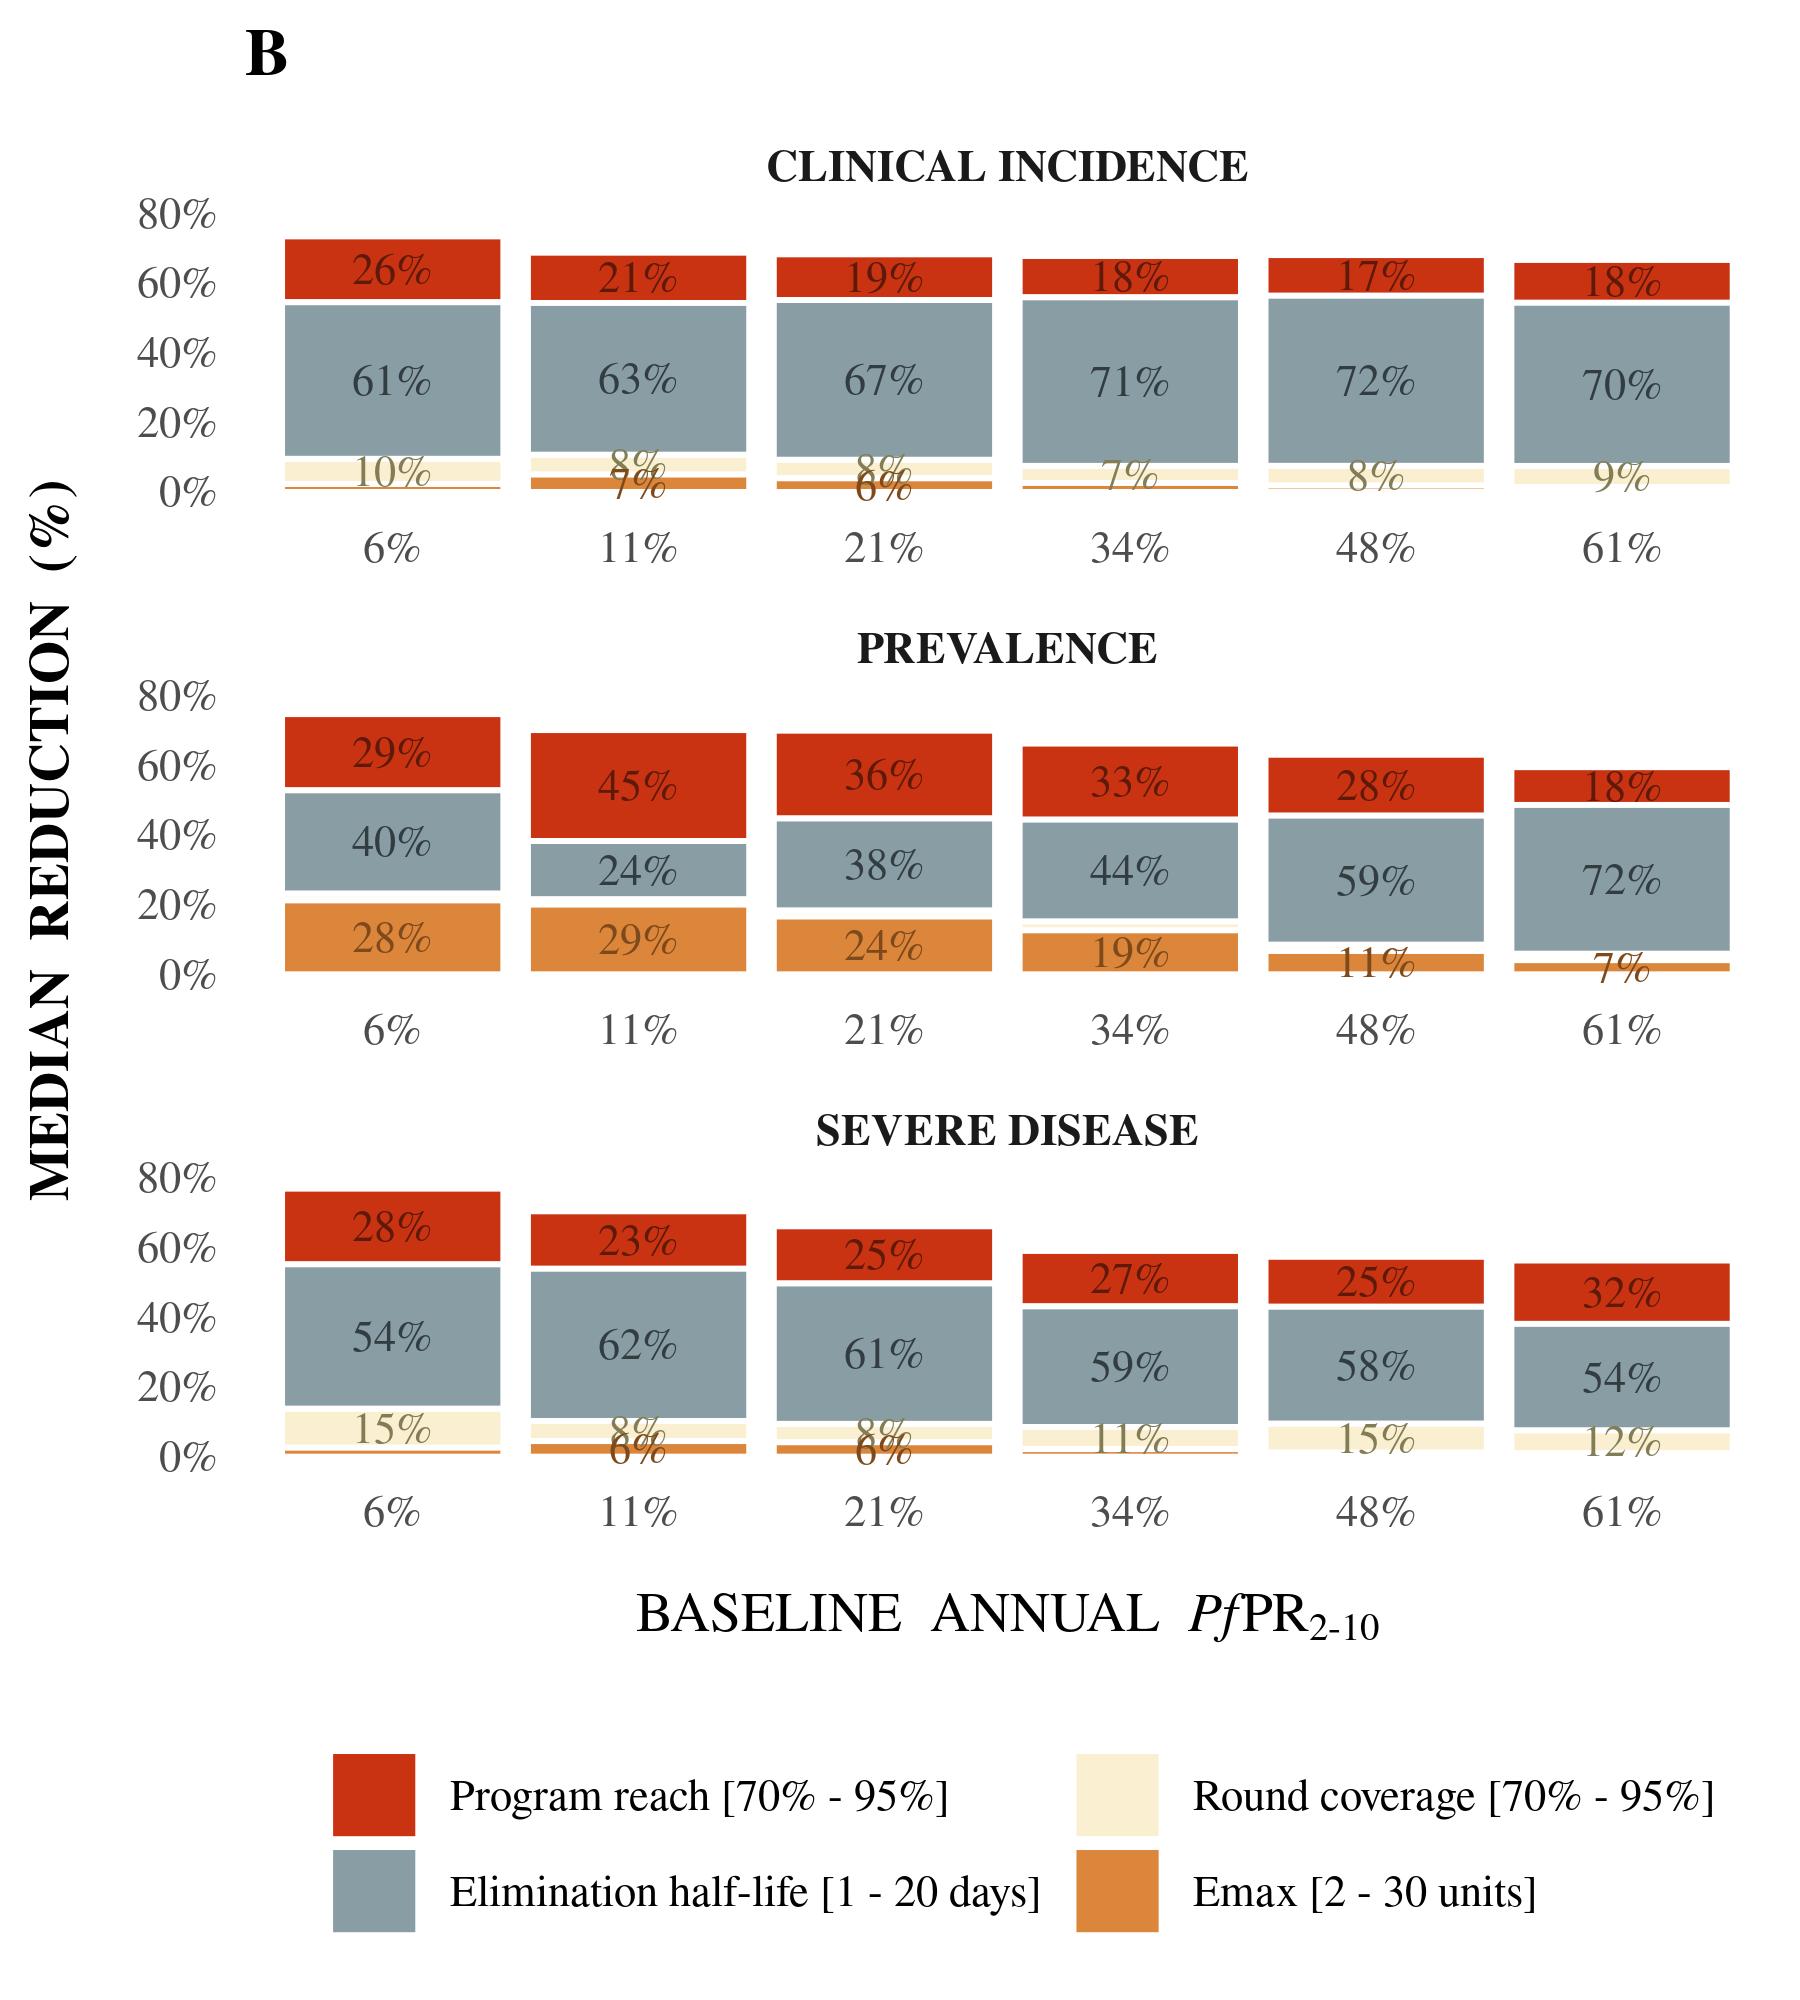 B
MEDIAN REDUCTION (%)
CLINICAL INCIDENCE
80%
60%
40%
20%
0%
26% 21% 19% 18% 17% 18%
61% 63% 67% 71% 72% 70%
10% 8% 8% 7% 8% 9%
7% 6%
6% 11% 21% 34% 48% 61%
PREVALENCE
80%
60%
40%
20%
0%
29% 45% 36% 33% 28% 18%
40% 24% 38% 44% 59% 72%
28% 29% 24% 19% 11% 7%
6% 11% 21% 34% 48% 61%
SEVERE DISEASE
80%
60%
40%
20%
0%
28% 23% 25% 27% 25% 32%
54% 62% 61% 59% 58% 54%
15% 8% 8% 11% 15% 12%
6% 6%
6% 11% 21% 34% 48% 61%
BASELINE ANNUAL PfPR2-10
Program reach [70% - 95%]
Round coverage [70% - 95%]
Elimination half-life [1 - 20 days]
Emax [2 - 30 units]